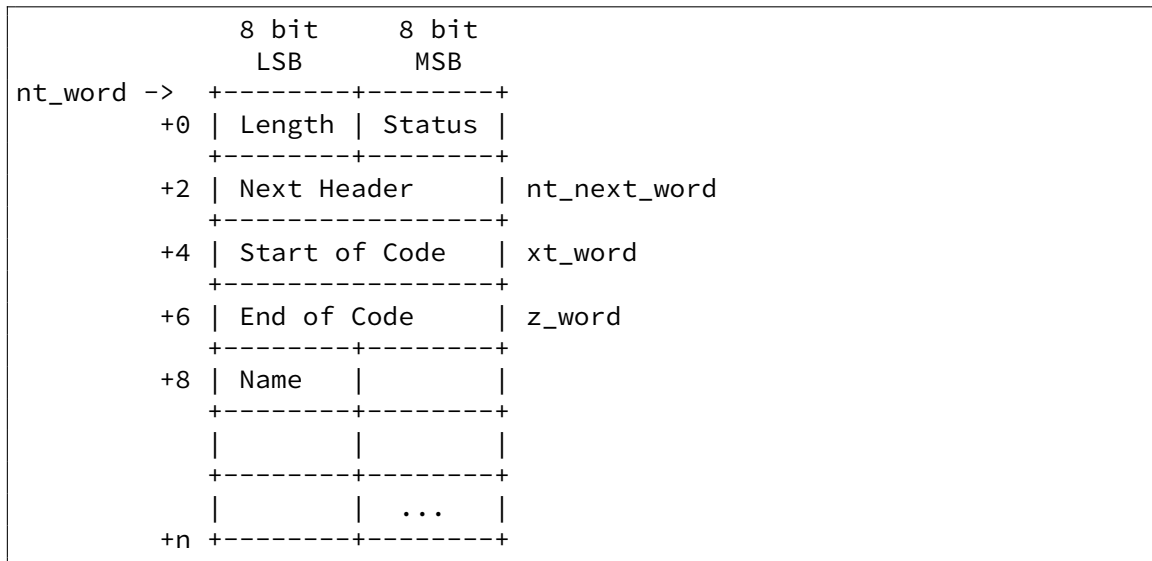 8 bit     8 bit
                LSB       MSB
nt_word ->  +--------+--------+
         +0 | Length | Status |
            +--------+--------+
         +2 | Next Header     | nt_next_word
            +-----------------+
         +4 | Start of Code   | xt_word
            +-----------------+
         +6 | End of Code     | z_word
            +--------+--------+
         +8 | Name   |        |
            +--------+--------+
            |        |        |
            +--------+--------+
            |        |  ...   |
         +n +--------+--------+